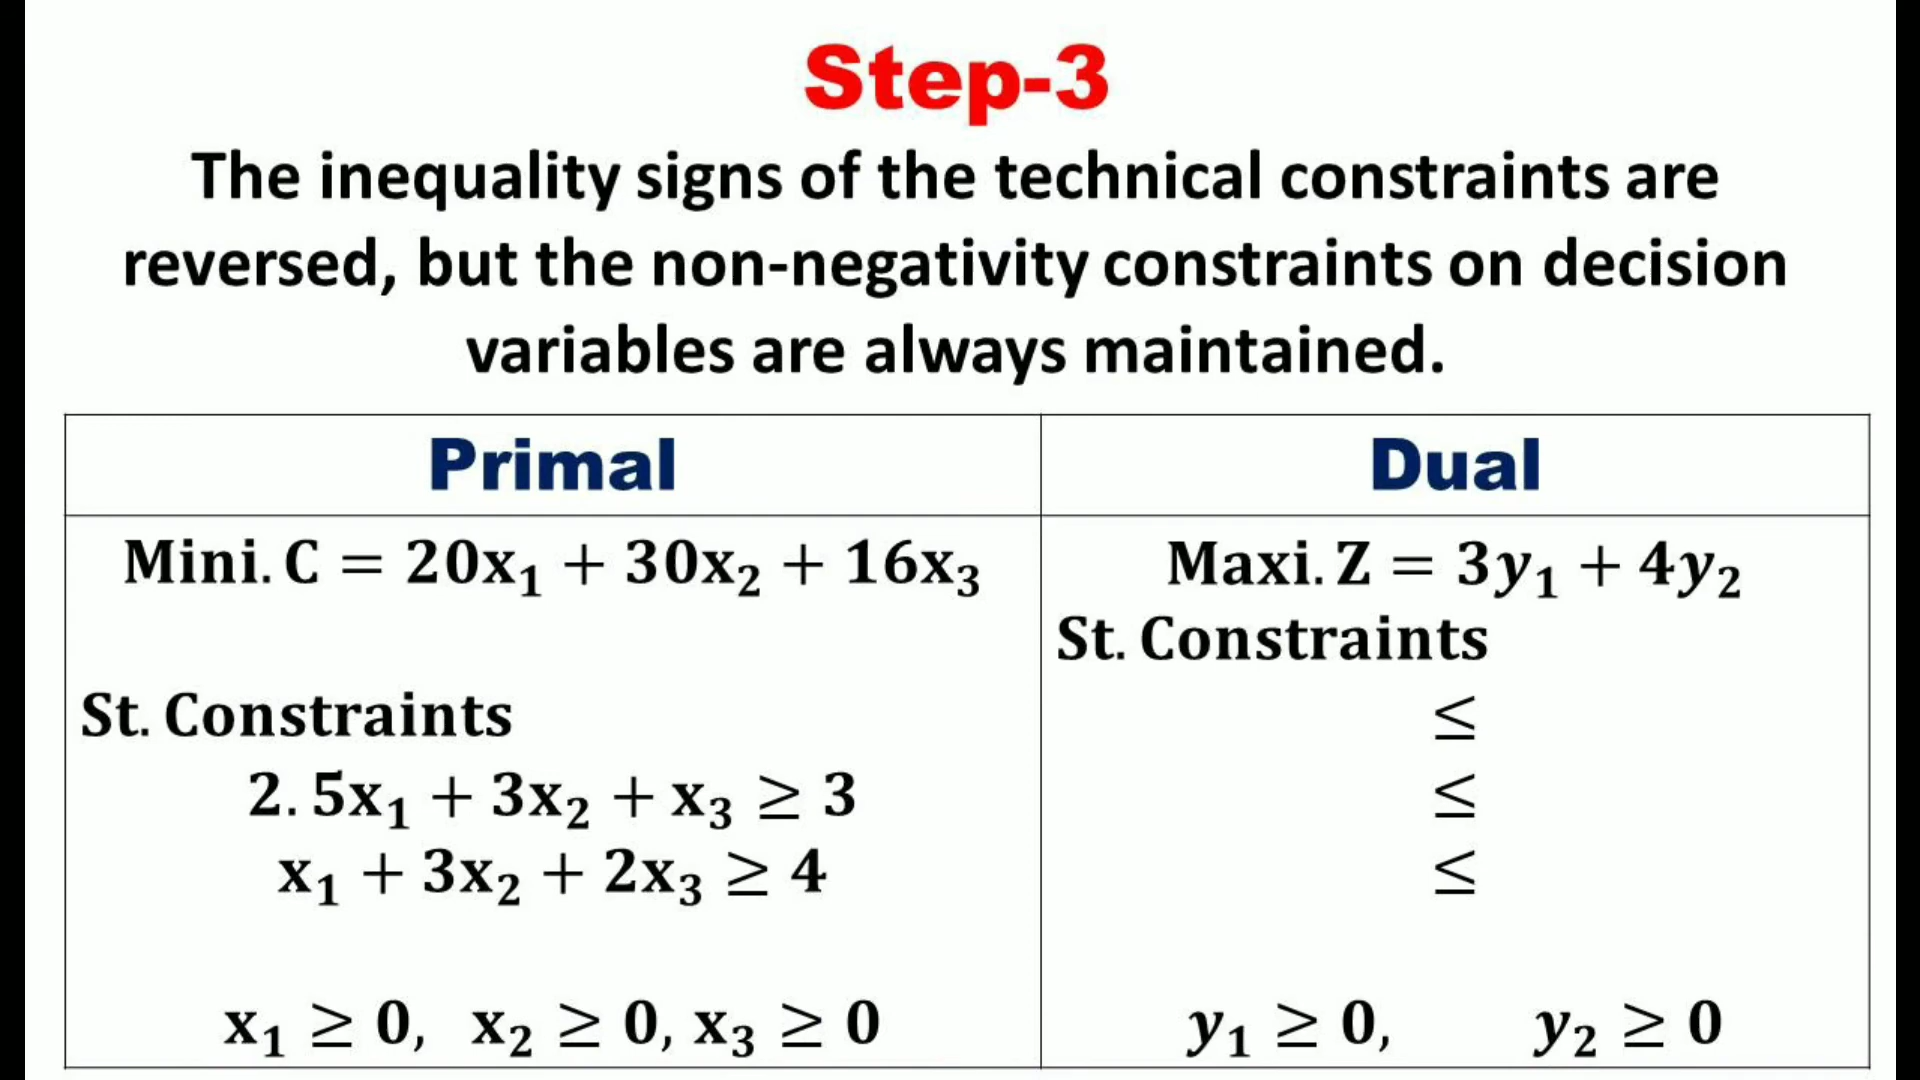 Step-3
The inequality signs of the technical constraints are
reversed, but the non-negativity constraints on decision
variables are always maintained.
Primal
Mini. C = 20x₁ + 30x₂ + 16x₃
St. Constraints
2. 5x₁ + 3x₂ + x₃ ≥ 3
x₁ + 3x₂ + 2x₃ ≥ 4
x₁ ≥ 0, x₂ ≥ 0, x₃ ≥ 0
Dual
Maxi. Z = 3y₁ + 4y₂
St. Constraints
≤
≤
≤
y₁ ≥ 0, y₂ ≥ 0